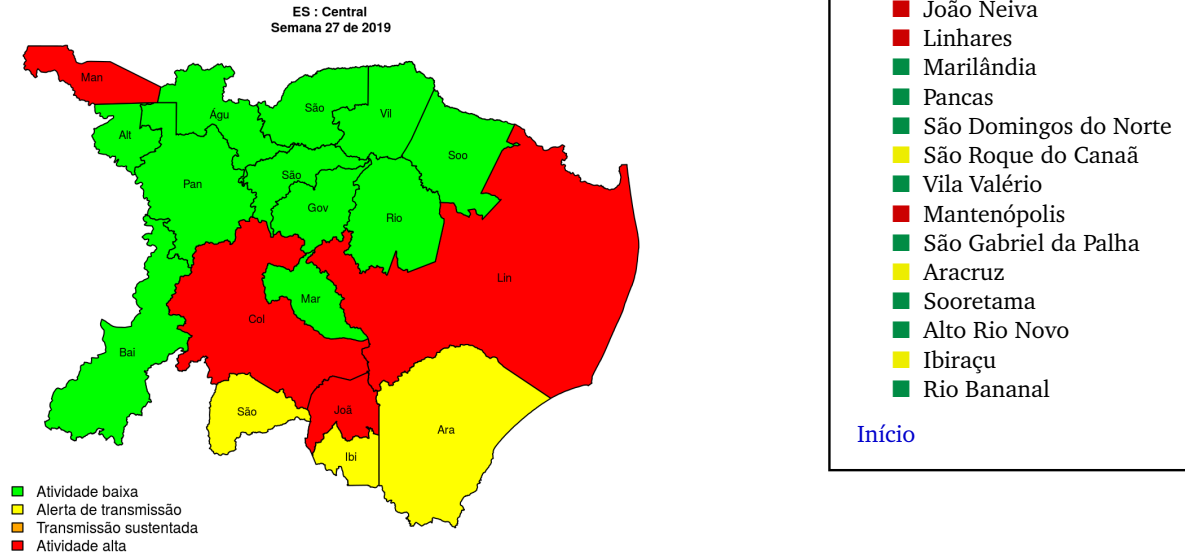 ES : Central
Semana 27 de 2019
Man
Águ
São
Vil
Alt
Soo
Pan
São
Gov
Rio
Lin
Mar
Col
Bai
São
Joã
Ara
Ibi
Atividade baixa
Alerta de transmissão
Transmissão sustentada
Atividade alta
João Neiva
Linhares
Marilândia
Pancas
São Domingos do Norte
São Roque do Canaã
Vila Valério
Mantenópolis
São Gabriel da Palha
Aracruz
Sooretama
Alto Rio Novo
Ibiraçu
Rio Bananal
Início